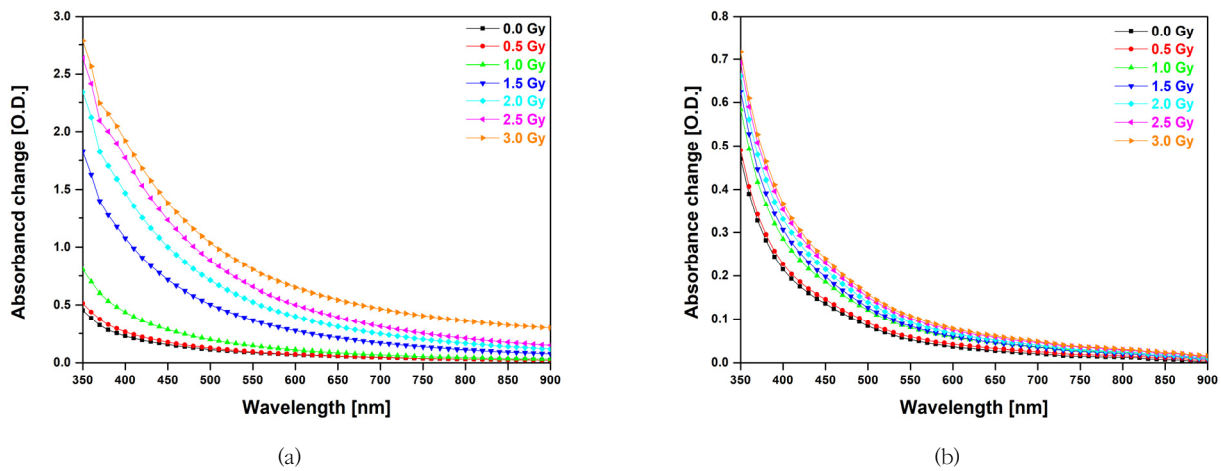 Absorbancd change [O.D.]
3.0
2.5
2.0
1.5
1.0
0.5
0.0
0.0 Gy
0.5 Gy
1.0 Gy
1.5 Gy
2.0 Gy
2.5 Gy
3.0 Gy
350 400 450 500 550 600 650 700 750 800 850 900
Wavelength [nm]
(a)
Absorbance change [O.D.]
0.8
0.7
0.6
0.5
0.4
0.3
0.2
0.1
0.0
0.0 Gy
0.5 Gy
1.0 Gy
1.5 Gy
2.0 Gy
2.5 Gy
3.0 Gy
350 400 450 500 550 600 650 700 750 800 850 900
Wavelength [nm]
(b)